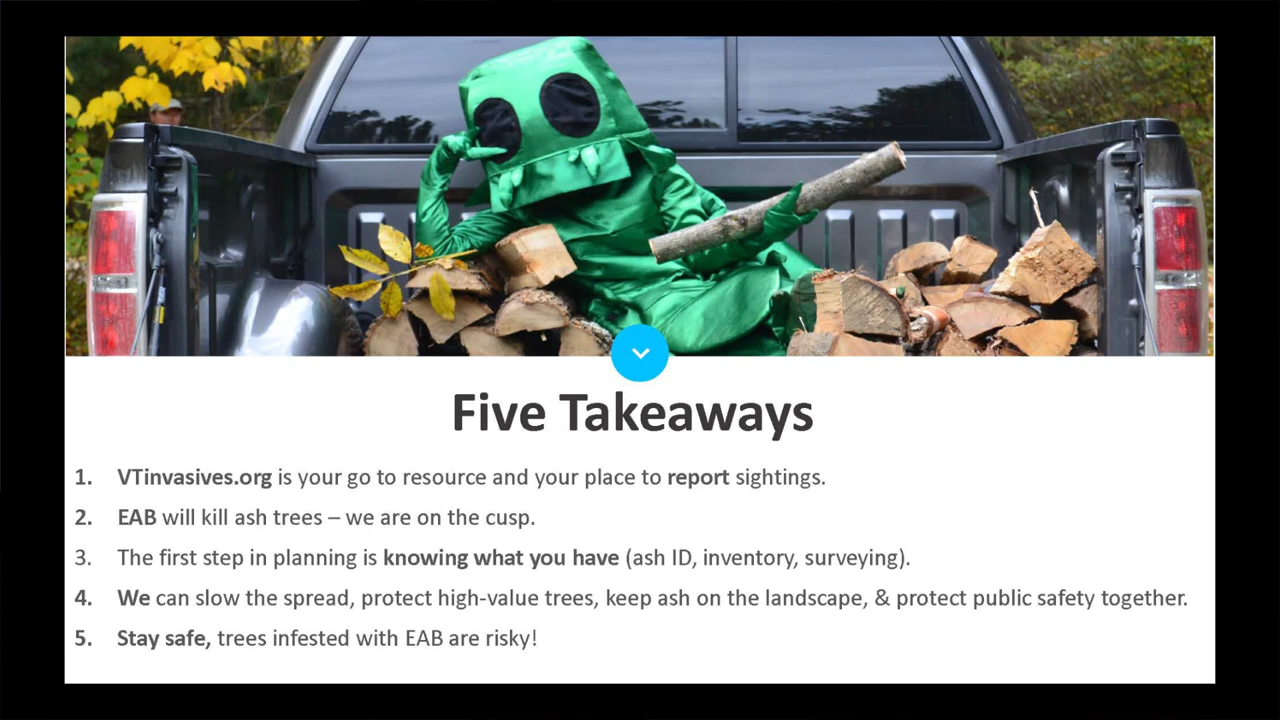 Five Takeaways
1. VTinvasives.org is your go to resource and your place to report sightings.
2. EAB will kill ash trees – we are on the cusp.
3. The first step in planning is knowing what you have (ash ID, inventory, surveying).
4. We can slow the spread, protect high-value trees, keep ash on the landscape, & protect public safety together.
5. Stay safe, trees infested with EAB are risky!